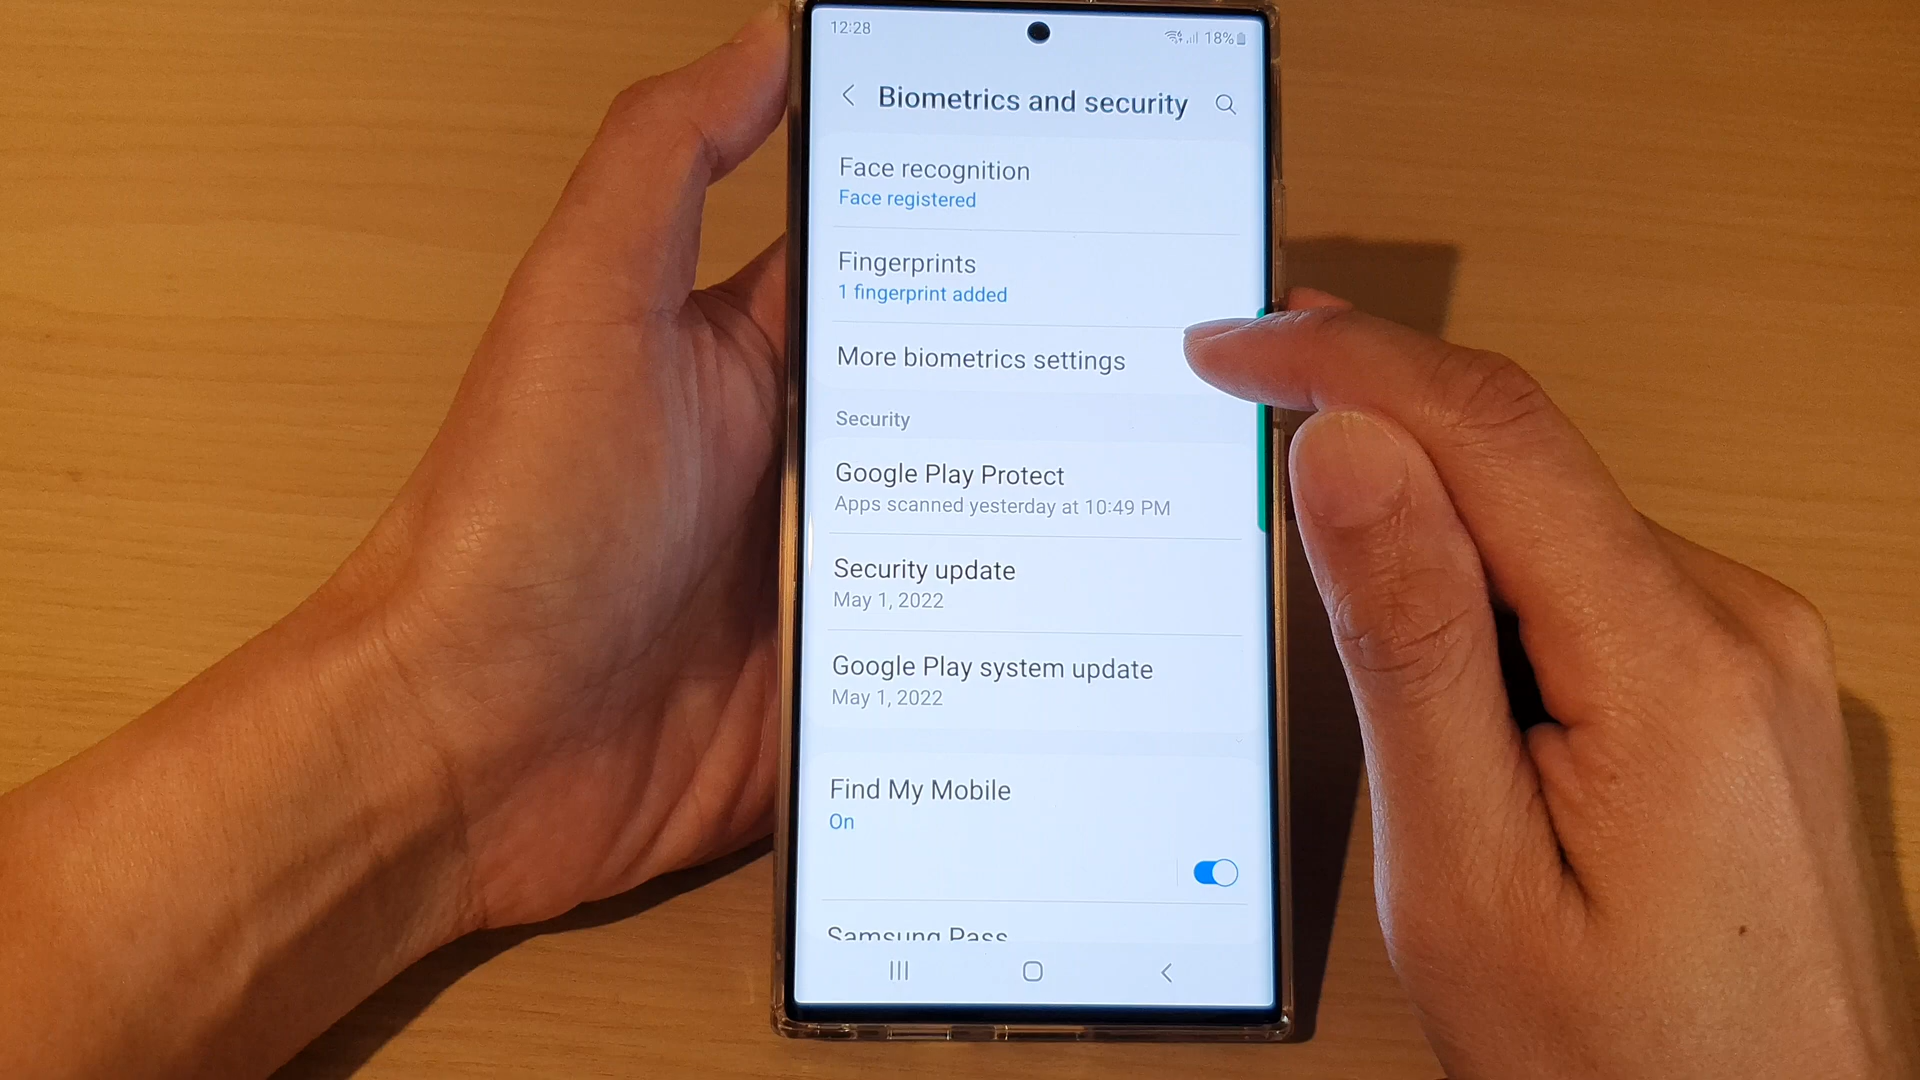 12:28
18%
Biometrics and security
Face recognition
Face registered
Fingerprints
1 fingerprint added
More biometrics settings
Security
Google Play Protect
Apps scanned yesterday at 10:49 PM
Security update
May 1, 2022
Google Play system update
May 1, 2022
Find My Mobile
On
Samsung Pass